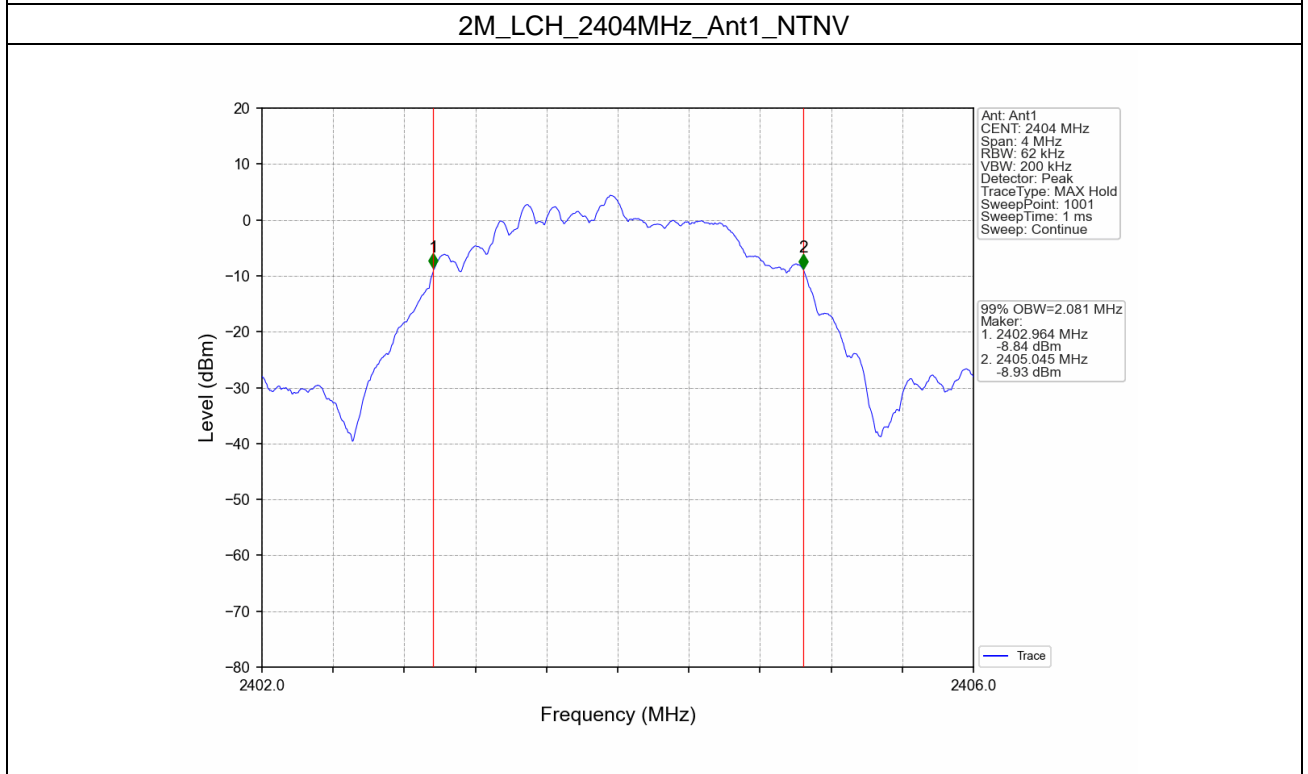 2M_LCH_2404MHz_Ant1_NTNV
20
10
0
−10
−20
−30
−40
−50
−60
−70
−80
Level (dBm)
1
2
2402.0
2406.0
Frequency (MHz)
Ant: Ant1
CENT: 2404 MHz
Span: 4 MHz
RBW: 62 kHz
VBW: 200 kHz
Detector: Peak
TraceType: MAX Hold
SweepPoint: 1001
SweepTime: 1 ms
Sweep: Continue
99% OBW=2.081 MHz
Maker:
1. 2402.964 MHz
-8.84 dBm
2. 2405.045 MHz
-8.93 dBm
Trace